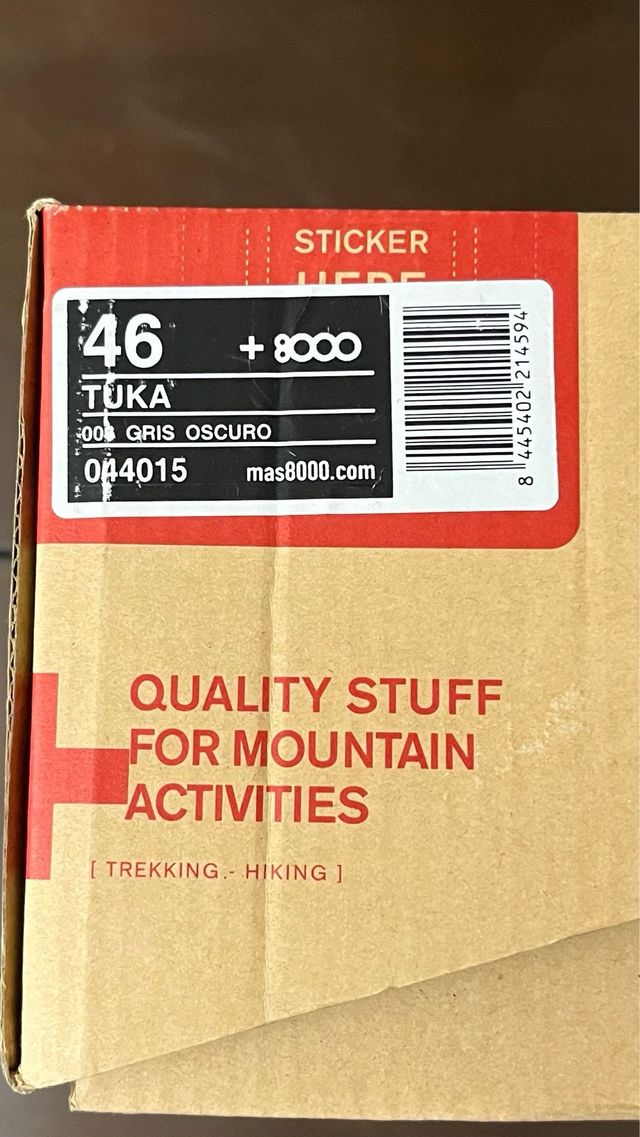 STICKER
HERE
46 +8000
TUKA
GRIS OSCURO
044015 mas8000.com
8 445402 214594
QUALITY STUFF
FOR MOUNTAIN
ACTIVITIES
[ TREKKING - HIKING ]